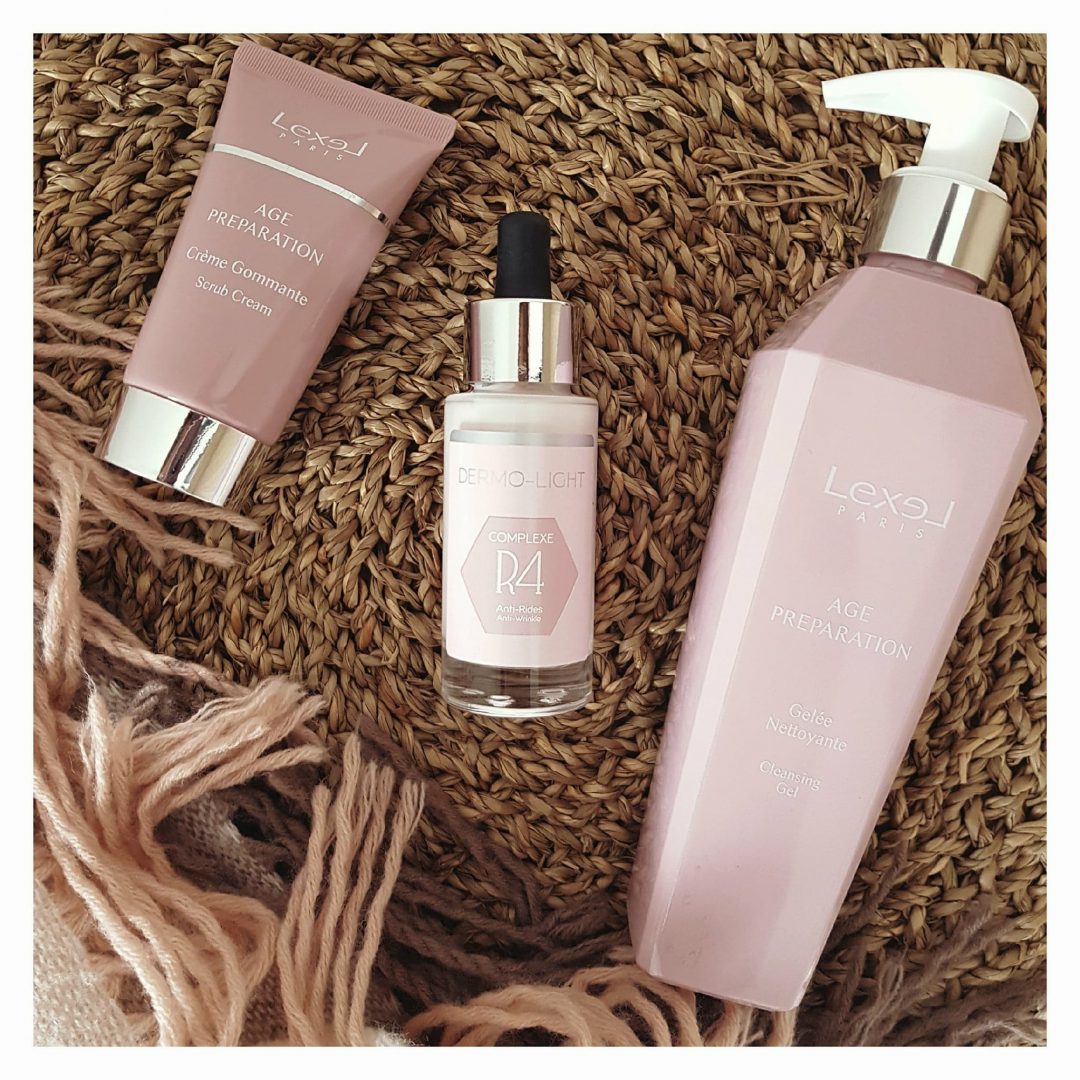 Lexel
PARIS
AGE
PREPARATION
Crème Gommante
Scrub Cream
DERMO-LIGHT
COMPLEXE
R4
Anti-Rides
Anti-Wrinkle
Lexel
PARIS
AGE
PREPARATION
Gelée
Nettoyante
Cleansing
Gel